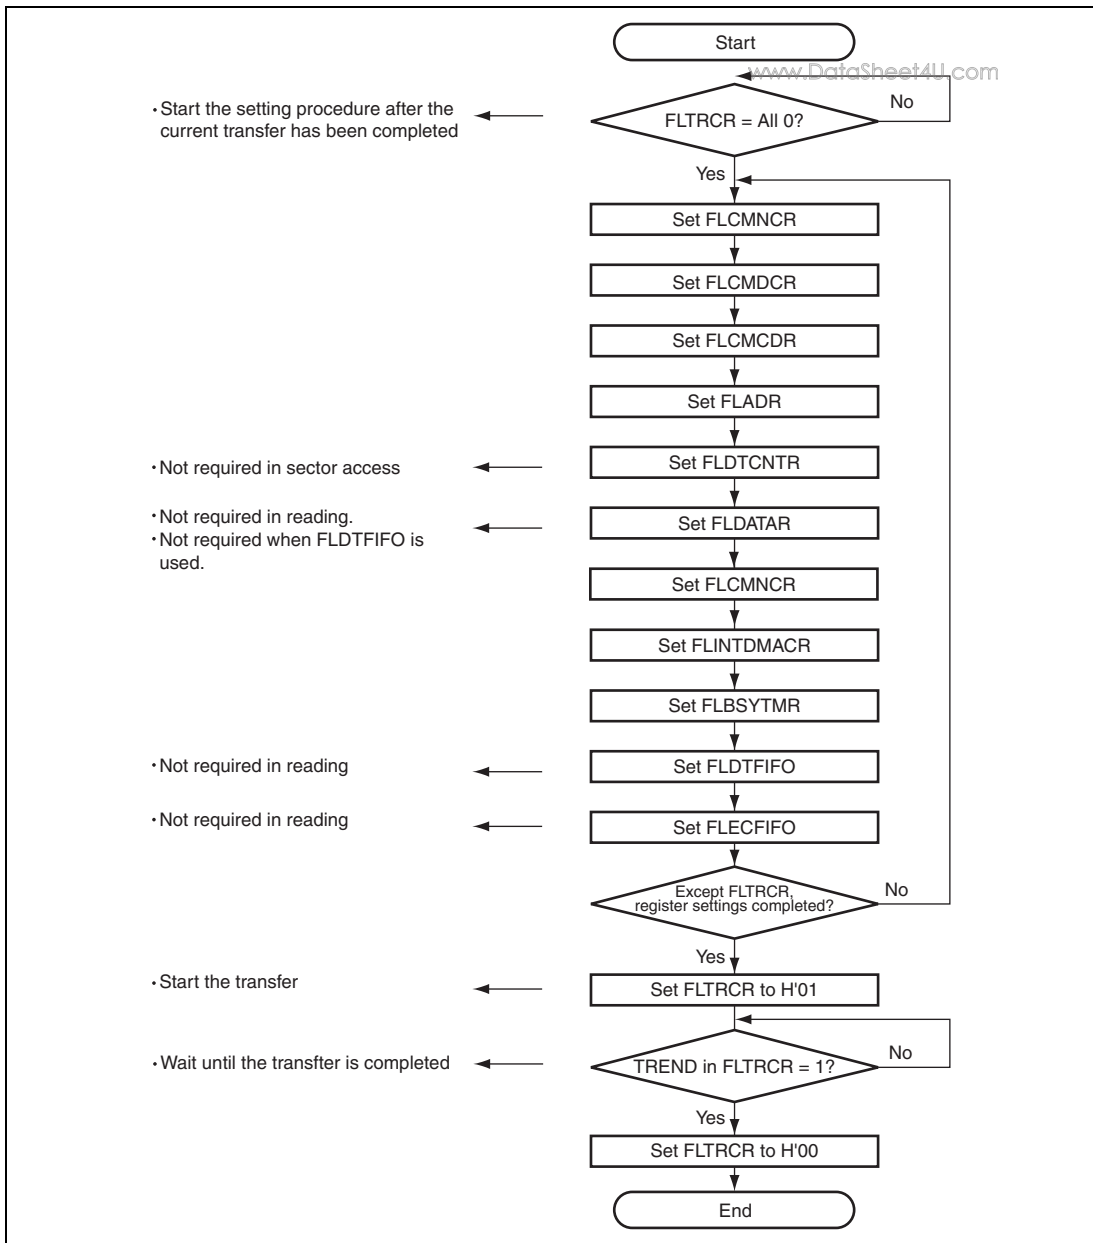 Start
www.DataSheet4U.com
No
· Start the setting procedure after the
current transfer has been completed
FLTRCR = All 0?
Yes
Set FLCMNCR
Set FLCMDCR
Set FLCMCDR
Set FLADR
· Not required in sector access
Set FLDTCNTR
· Not required in reading.
· Not required when FLDTFIFO is
used.
Set FLDATAR
Set FLCMNCR
Set FLINTDMACR
Set FLBSYTMR
· Not required in reading
Set FLDTFIFO
· Not required in reading
Set FLECFIFO
Except FLTRCR,
register settings completed?
No
Yes
· Start the transfer
Set FLTRCR to H'01
· Wait until the transfter is completed
TREND in FLTRCR = 1?
No
Yes
Set FLTRCR to H'00
End